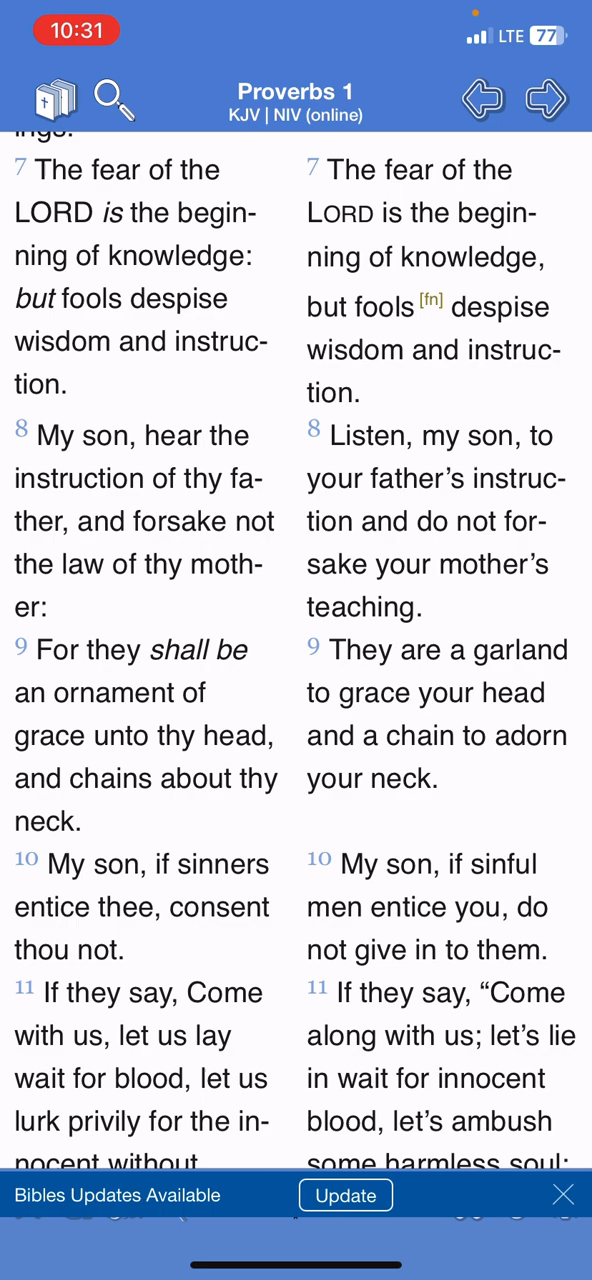 10:31
LTE 77
Proverbs 1
KJV | NIV (online)
ings.
7 The fear of the
LORD is the begin-
ning of knowledge:
but fools despise
wisdom and instruc-
tion.
8 My son, hear the
instruction of thy fa-
ther, and forsake not
the law of thy moth-
er:
9 For they shall be
an ornament of
grace unto thy head,
and chains about thy
neck.
10 My son, if sinners
entice thee, consent
thou not.
11 If they say, Come
with us, let us lay
wait for blood, let us
lurk privily for the in-
nocent without
7 The fear of the
LORD is the begin-
ning of knowledge,
but fools [fn] despise
wisdom and instruc-
tion.
8 Listen, my son, to
your father’s instruc-
tion and do not for-
sake your mother’s
teaching.
9 They are a garland
to grace your head
and a chain to adorn
your neck.
10 My son, if sinful
men entice you, do
not give in to them.
11 If they say, “Come
along with us; let’s lie
in wait for innocent
blood, let’s ambush
some harmless soul;
Bibles Updates Available
Update